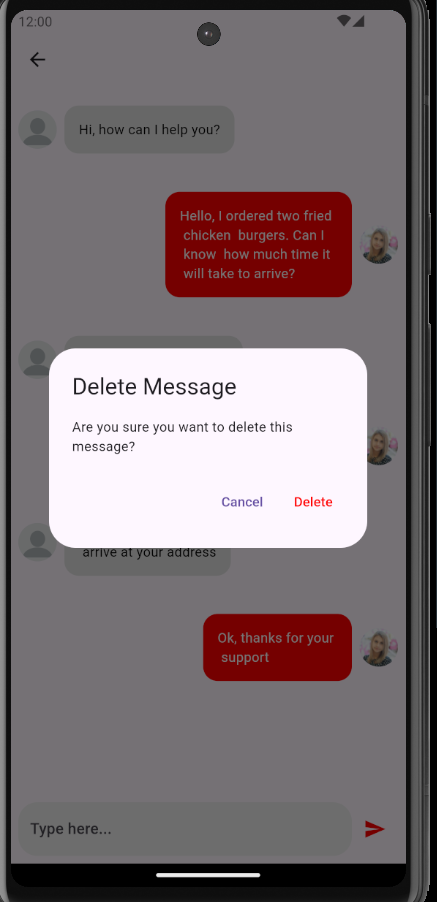 12:00
Hi, how can I help you?
Hello, I ordered two fried
chicken  burgers. Can I
know  how much time it
will take to arrive?
Delete Message
Are you sure you want to delete this
message?
Cancel Delete
arrive at your address
Ok, thanks for your
support
Type here...